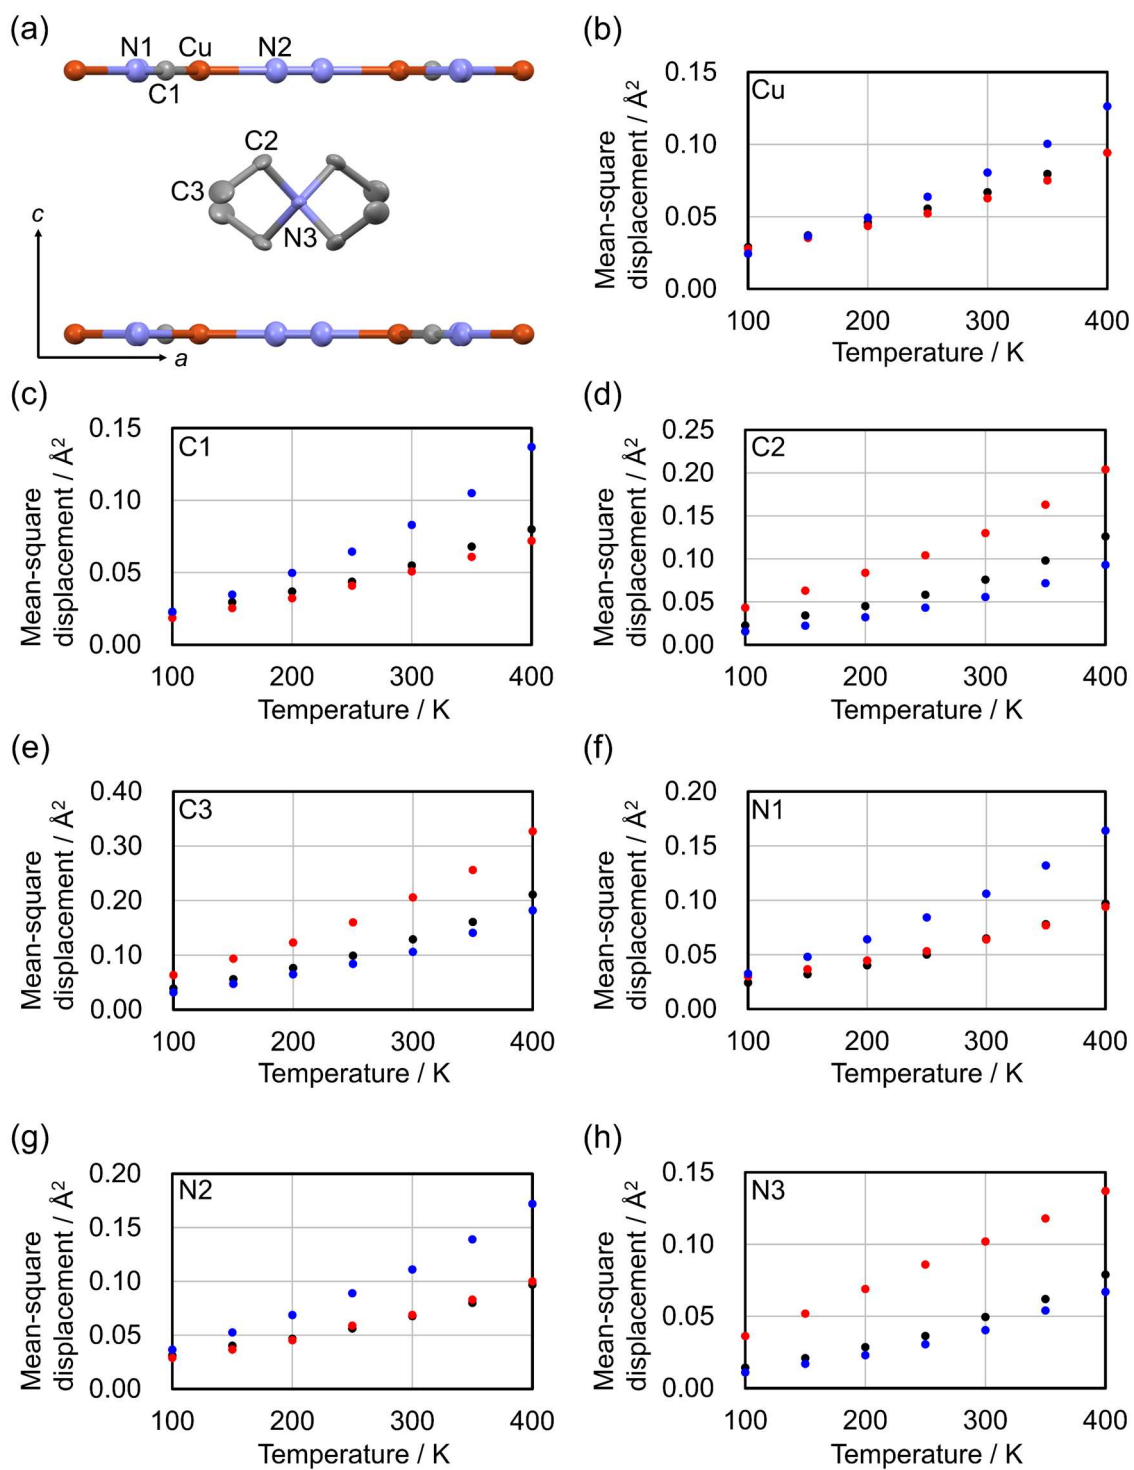 (a)
N1 Cu N2
C1
C2
C3
N3
c
a
(b)
Cu
Mean-square
displacement / Å²
0.15
0.10
0.05
0.00
100 200 300 400
Temperature / K
(c)
C1
Mean-square
displacement / Å²
0.15
0.10
0.05
0.00
100 200 300 400
Temperature / K
(d)
C2
Mean-square
displacement / Å²
0.25
0.20
0.15
0.10
0.05
0.00
100 200 300 400
Temperature / K
(e)
C3
Mean-square
displacement / Å²
0.40
0.30
0.20
0.10
0.00
100 200 300 400
Temperature / K
(f)
N1
Mean-square
displacement / Å²
0.20
0.15
0.10
0.05
0.00
100 200 300 400
Temperature / K
(g)
N2
Mean-square
displacement / Å²
0.20
0.15
0.10
0.05
0.00
100 200 300 400
Temperature / K
(h)
N3
Mean-square
displacement / Å²
0.15
0.10
0.05
0.00
100 200 300 400
Temperature / K